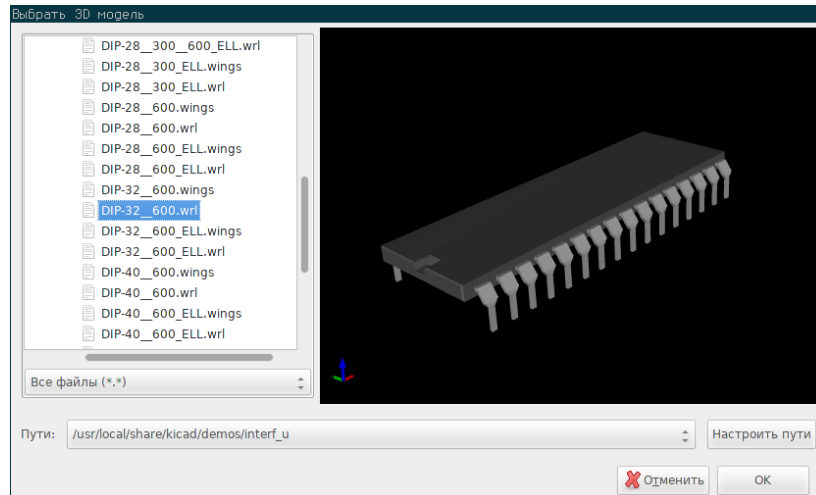 Выбрать 3D модель
DIP-28__300__600_ELL.wrl
DIP-28__300_ELL.wings
DIP-28__300_ELL.wrl
DIP-28__600.wings
DIP-28__600.wrl
DIP-28__600_ELL.wings
DIP-28__600_ELL.wrl
DIP-32__600.wings
DIP-32__600.wrl
DIP-32__600_ELL.wings
DIP-32__600_ELL.wrl
DIP-40__600.wings
DIP-40__600.wrl
DIP-40__600_ELL.wings
DIP-40__600_ELL.wrl
Все файлы (*.*)
Пути: /usr/local/share/kicad/demos/interf_u Настроить пути
Отменить OK